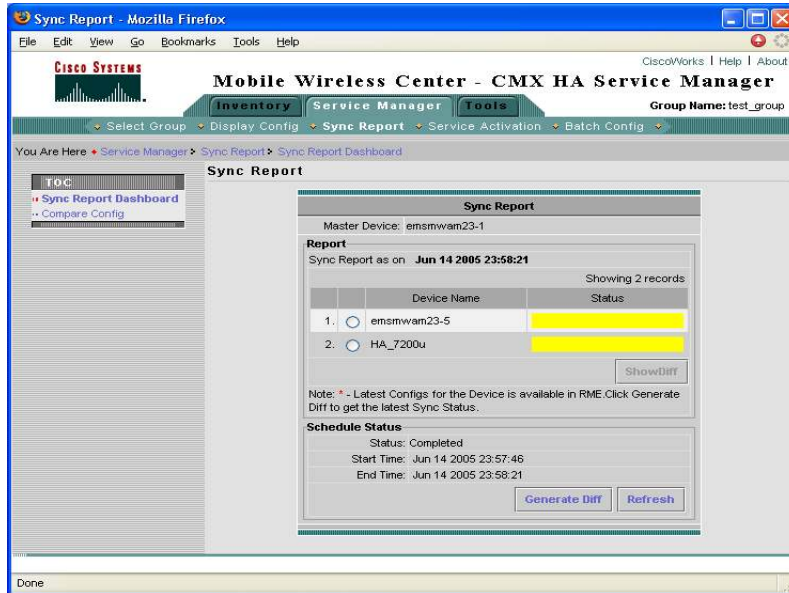 Sync Report - Mozilla Firefox
File Edit View Go Bookmarks Tools Help
CISCO SYSTEMS
CiscoWorks | Help | About
Mobile Wireless Center - CMX HA Service Manager
Inventory Service Manager Tools
Group Name: test_group
Select Group Display Config Sync Report Service Activation Batch Config
You Are Here Service Manager Sync Report Sync Report Dashboard
Sync Report
TOC
Sync Report Dashboard
Compare Config
Sync Report
Master Device: emsmwam23-1
Report
Sync Report as on Jun 14 2005 23:58:21
Showing 2 records
Device Name Status
1. emsmwam23-5
2. HA_7200u
ShowDiff
Note: * - Latest Configs for the Device is available in RME.Click Generate
Diff to get the latest Sync Status.
Schedule Status
Status: Completed
Start Time: Jun 14 2005 23:57:46
End Time: Jun 14 2005 23:58:21
Generate Diff Refresh
Done